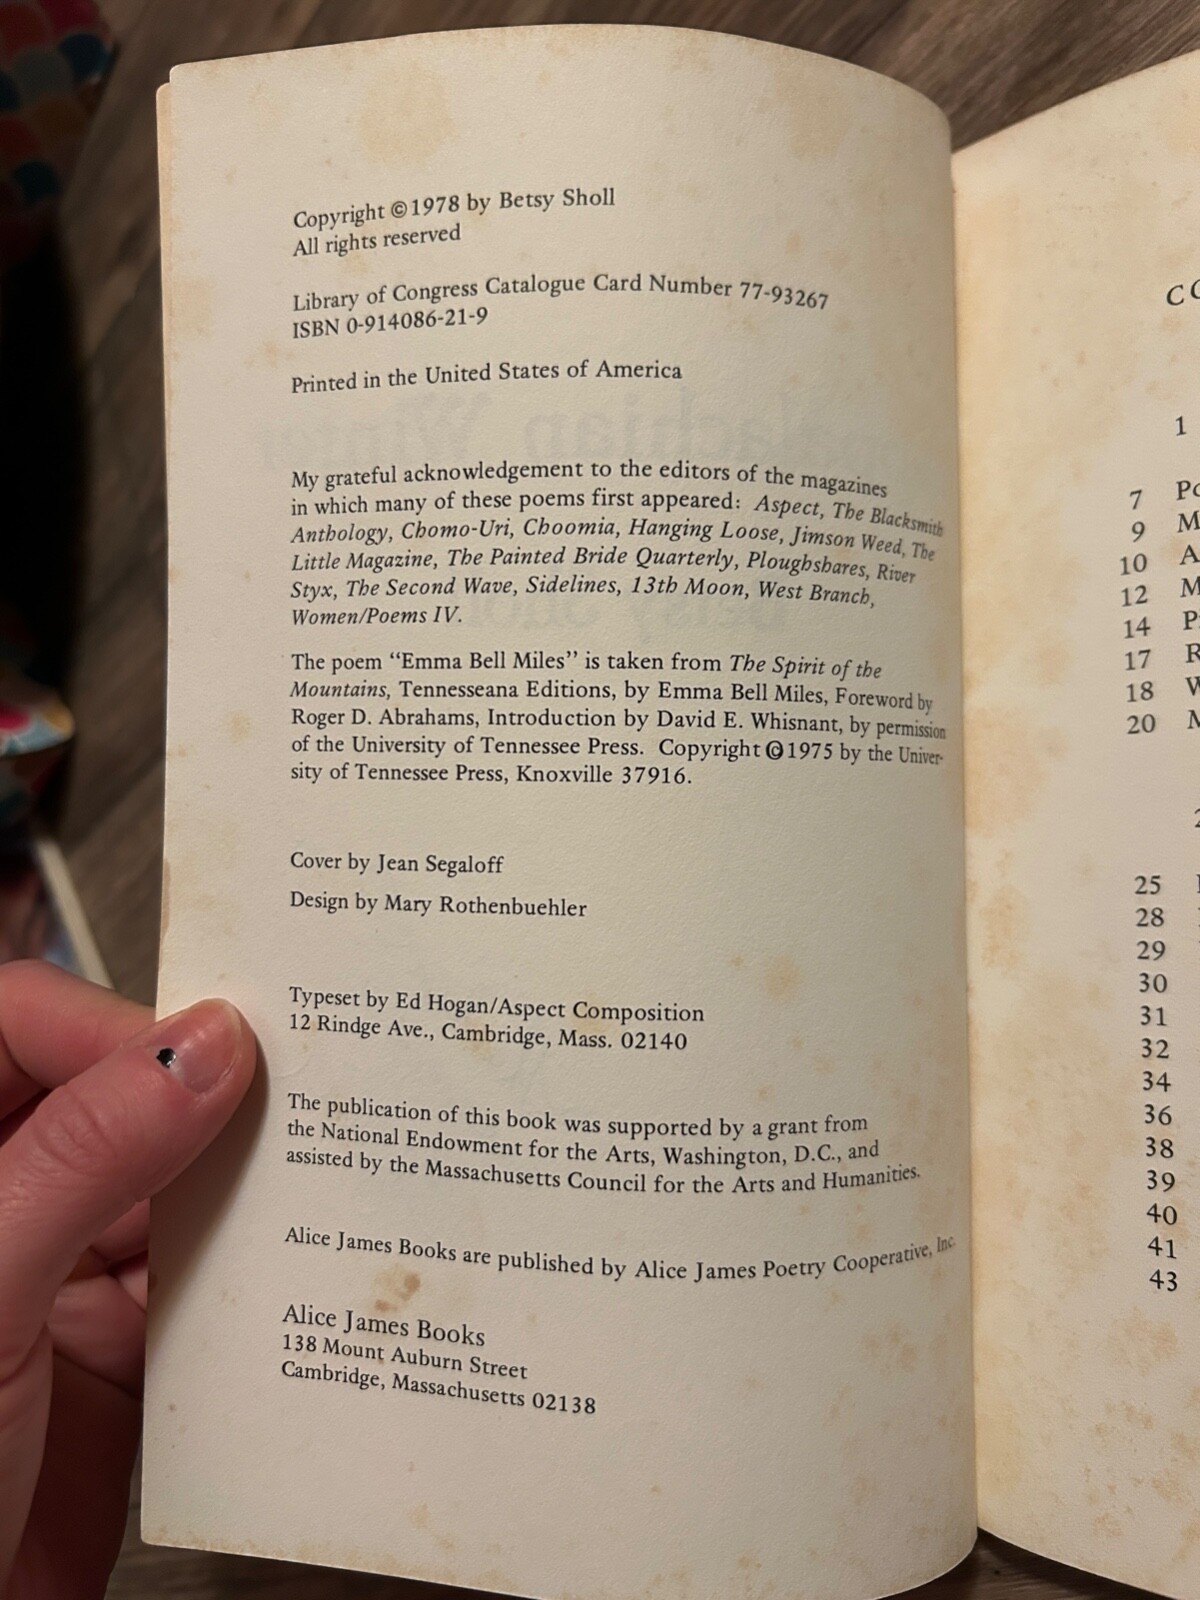 Copyright ©1978 by Betsy Sholl
All rights reserved
Library of Congress Catalogue Card Number 77-93267
ISBN 0-914086-21-9
Printed in the United States of America
My grateful acknowledgement to the editors of the magazines
in which many of these poems first appeared: Aspect, The Blacksmith
Anthology, Chomo-Uri, Choomia, Hanging Loose, Jimson Weed, The
Little Magazine, The Painted Bride Quarterly, Ploughshares, River
Styx, The Second Wave, Sidelines, 13th Moon, West Branch,
Women/Poems IV.
The poem “Emma Bell Miles” is taken from The Spirit of the
Mountains, Tennesseana Editions, by Emma Bell Miles, Foreword by
Roger D. Abrahams, Introduction by David E. Whisnant, by permission
of the University of Tennessee Press. Copyright ©1975 by the Univer-
sity of Tennessee Press, Knoxville 37916.
Cover by Jean Segaloff
Design by Mary Rothenbuehler
Typeset by Ed Hogan/Aspect Composition
12 Rindge Ave., Cambridge, Mass. 02140
The publication of this book was supported by a grant from
the National Endowment for the Arts, Washington, D.C., and
assisted by the Massachusetts Council for the Arts and Humanities.
Alice James Books are published by Alice James Poetry Cooperative, Inc.
Alice James Books
138 Mount Auburn Street
Cambridge, Massachusetts 02138
1
7
9
10
12
14
17
18
20
25
28
29
30
31
32
34
36
38
39
40
41
43